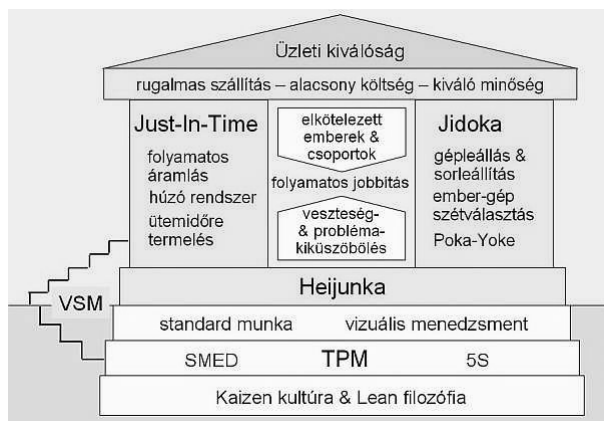 Üzleti kiválóság
rugalmas szállítás – alacsony költség – kiváló minőség
Just-In-Time
folyamatos
áramlás
húzó rendszer
ütemidőre
termelés
elkötelezett
emberek &
csoportok
folyamatos jobbítás
veszteség-
& probléma-
kiküszöbölés
Jidoka
gépleállás &
sorleállítás
ember-gép
szétválasztás
Poka-Yoke
Heijunka
VSM
standard munka vizuális menedzsment
SMED TPM 5S
Kaizen kultúra & Lean filozófia